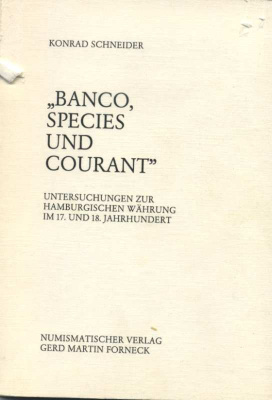 KONRAD SCHNEIDER
„BANCO,
SPECIES
UND
COURANT”
UNTERSUCHUNGEN ZUR
HAMBURGISCHEN WÄHRUNG
IM 17. UND 18. JAHRHUNDERT
NUMISMATISCHER VERLAG
GERD MARTIN FORNECK